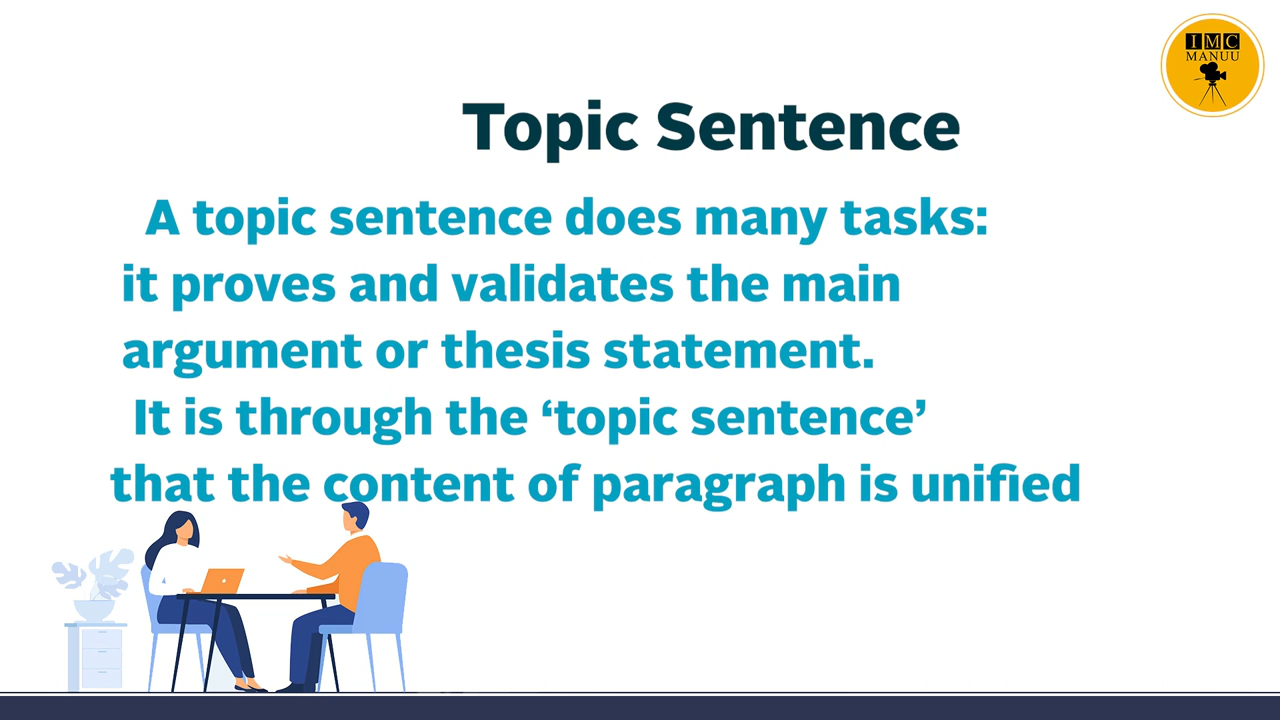 IMC
MANUU
Topic Sentence
A topic sentence does many tasks:
it proves and validates the main
argument or thesis statement.
It is through the ‘topic sentence’
that the content of paragraph is unified